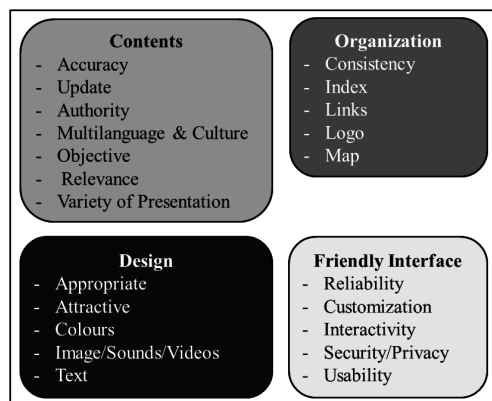 Contents
- Accuracy
- Update
- Authority
- Multilanguage & Culture
- Objective
- Relevance
- Variety of Presentation
Organization
- Consistency
- Index
- Links
- Logo
- Map
Design
- Appropriate
- Attractive
- Colours
- Image/Sounds/Videos
- Text
Friendly Interface
- Reliability
- Customization
- Interactivity
- Security/Privacy
- Usability